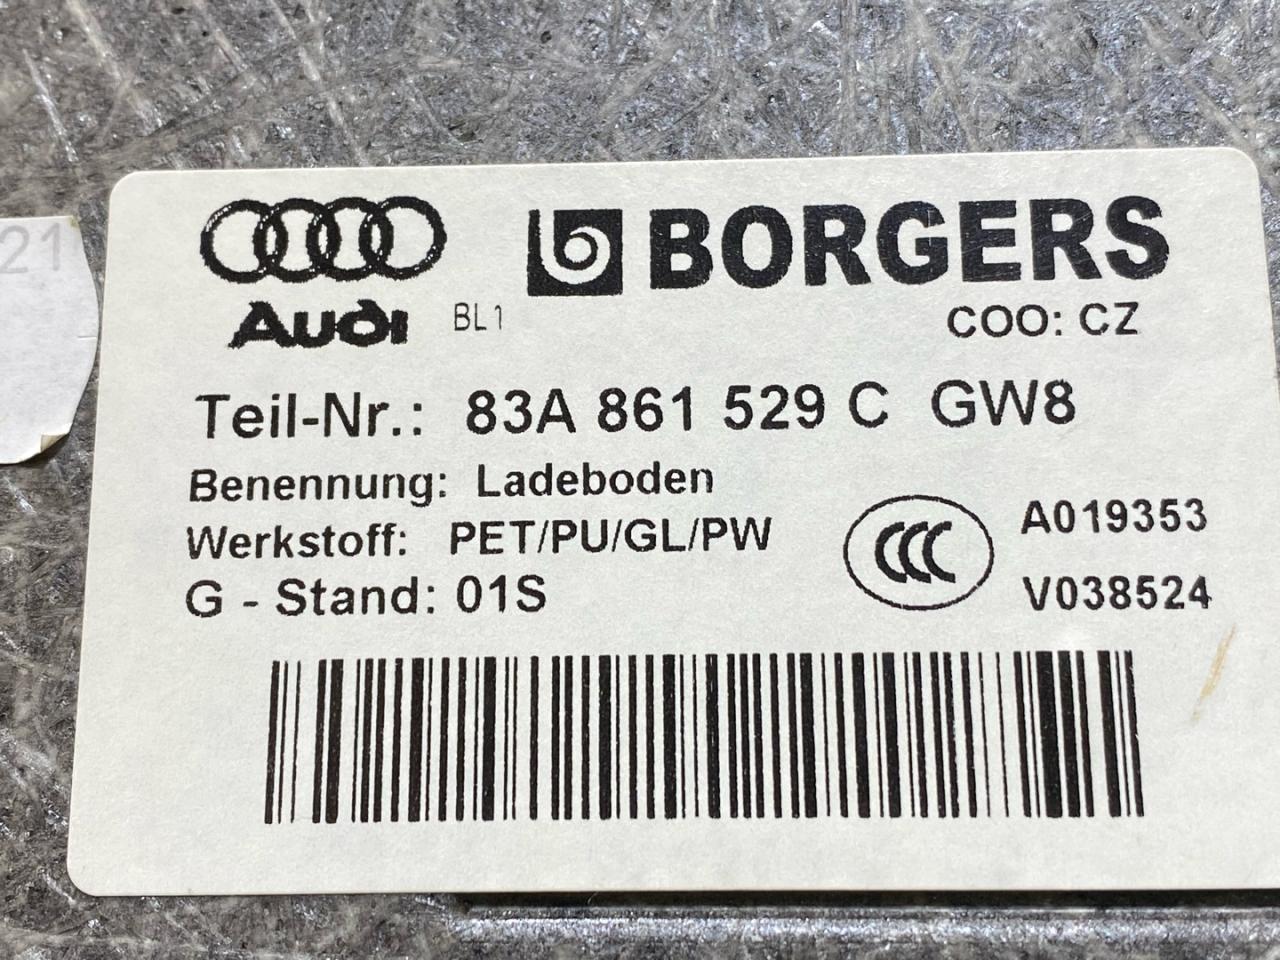 21
Audi BL1 BORGERS
COO: CZ
Teil-Nr.: 83A 861 529 C GW8
Benennung: Ladeboden
Werkstoff: PET/PU/GL/PW
G - Stand: 01S
CCC A019353
V038524